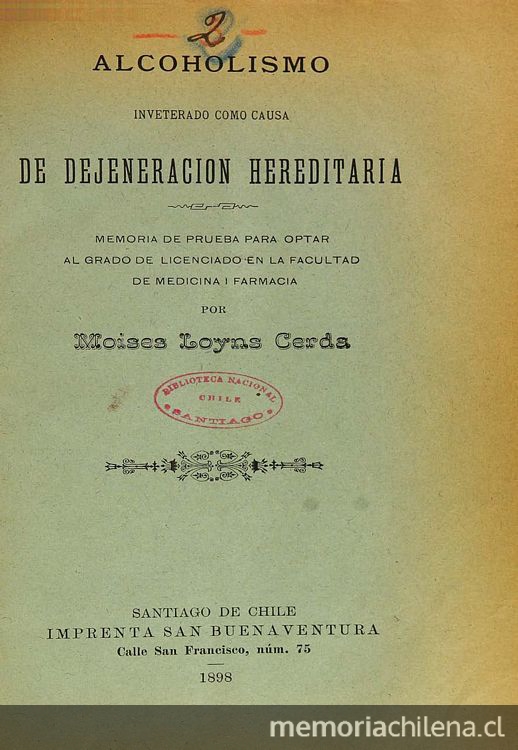 2
ALCOHOLISMO
INVETERADO COMO CAUSA
DE DEJENERACION HEREDITARIA
MEMORIA DE PRUEBA PARA OPTAR
AL GRADO DE LICENCIADO EN LA FACULTAD
DE MEDICINA I FARMACIA
POR
Moises Loyns Cerda
BIBLIOTECA NACIONAL
CHILE
SANTIAGO
SANTIAGO DE CHILE
IMPRENTA SAN BUENAVENTURA
Calle San Francisco, núm. 75
1898
memoriachilena.cl